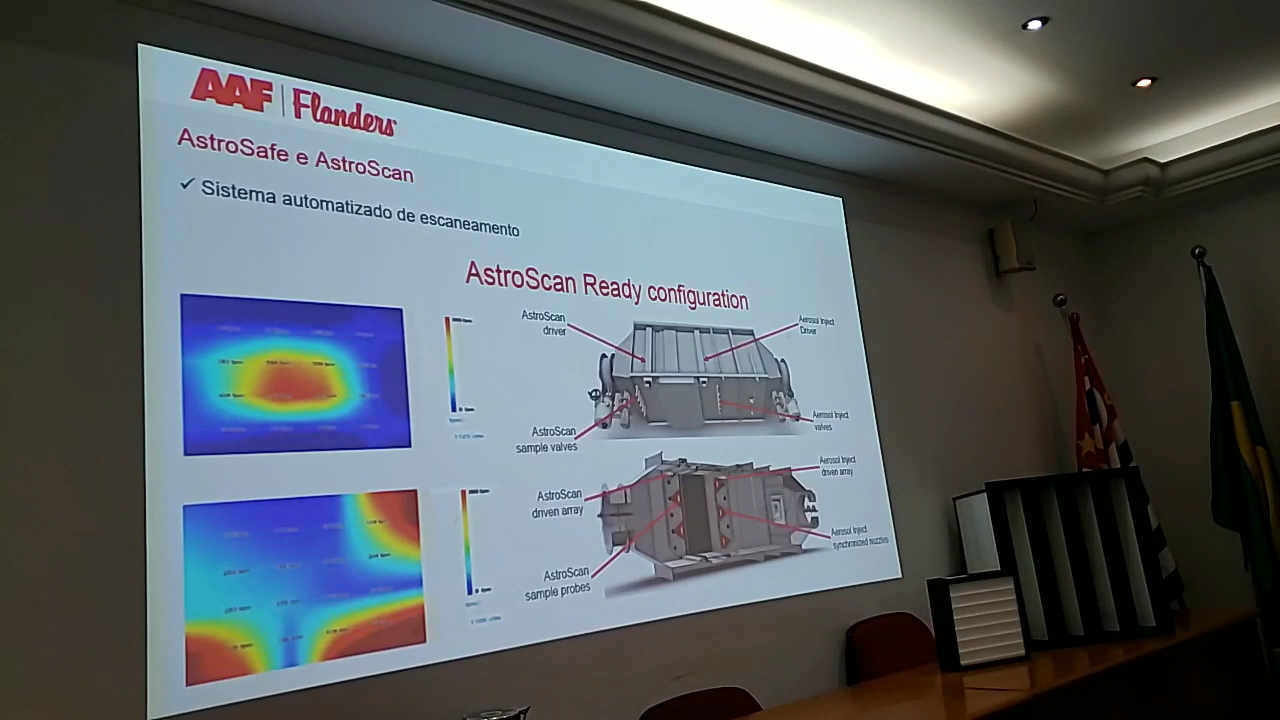 AAF Flanders
AstroSafe e AstroScan
✓ Sistema automatizado de escaneamento
AstroScan Ready configuration
AstroScan
driver
Aerosol Inject
Driver
AstroScan
sample valves
Aerosol Inject
valves
AstroScan
driven array
Aerosol Inject
driven array
AstroScan
sample probes
Aerosol Inject
synchronized nozzles